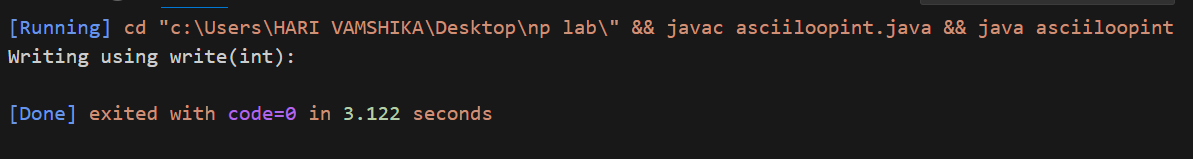 [Running] cd "c:\Users\HARI VAMSHIKA\Desktop\np lab\" && javac asciiloopint.java && java asciiloopint
Writing using write(int):
[Done] exited with code=0 in 3.122 seconds